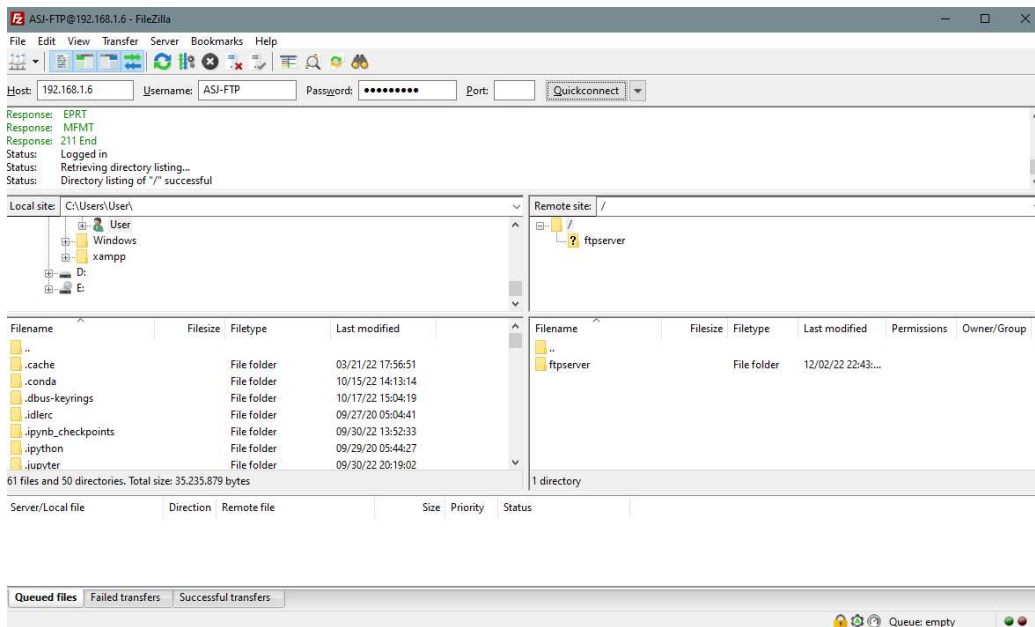 ASJ-FTP@192.168.1.6 - FileZilla
File Edit View Transfer Server Bookmarks Help
Host: 192.168.1.6 Username: ASJ-FTP Password: ●●●●●●●●● Port: Quickconnect
Response: EPRT
Response: MFMT
Response: 211 End
Status: Logged in
Status: Retrieving directory listing...
Status: Directory listing of "/" successful
Local site: C:\Users\User\
User
Windows
xampp
D:
E:
Remote site: /
/
ftpserver
Filename Filesize Filetype Last modified
..
.cache File folder 03/21/22 17:56:51
.conda File folder 10/15/22 14:13:14
.dbus-keyrings File folder 10/17/22 15:04:19
.idlerc File folder 09/27/20 05:04:41
.ipynb_checkpoints File folder 09/30/22 13:52:33
.ipython File folder 09/29/20 05:44:27
.jupyter File folder 09/30/22 20:19:02
61 files and 50 directories. Total size: 35.235.879 bytes
Filename Filesize Filetype Last modified Permissions Owner/Group
..
ftpserver File folder 12/02/22 22:43:...
1 directory
Server/Local file Direction Remote file Size Priority Status
Queued files Failed transfers Successful transfers
Queue: empty